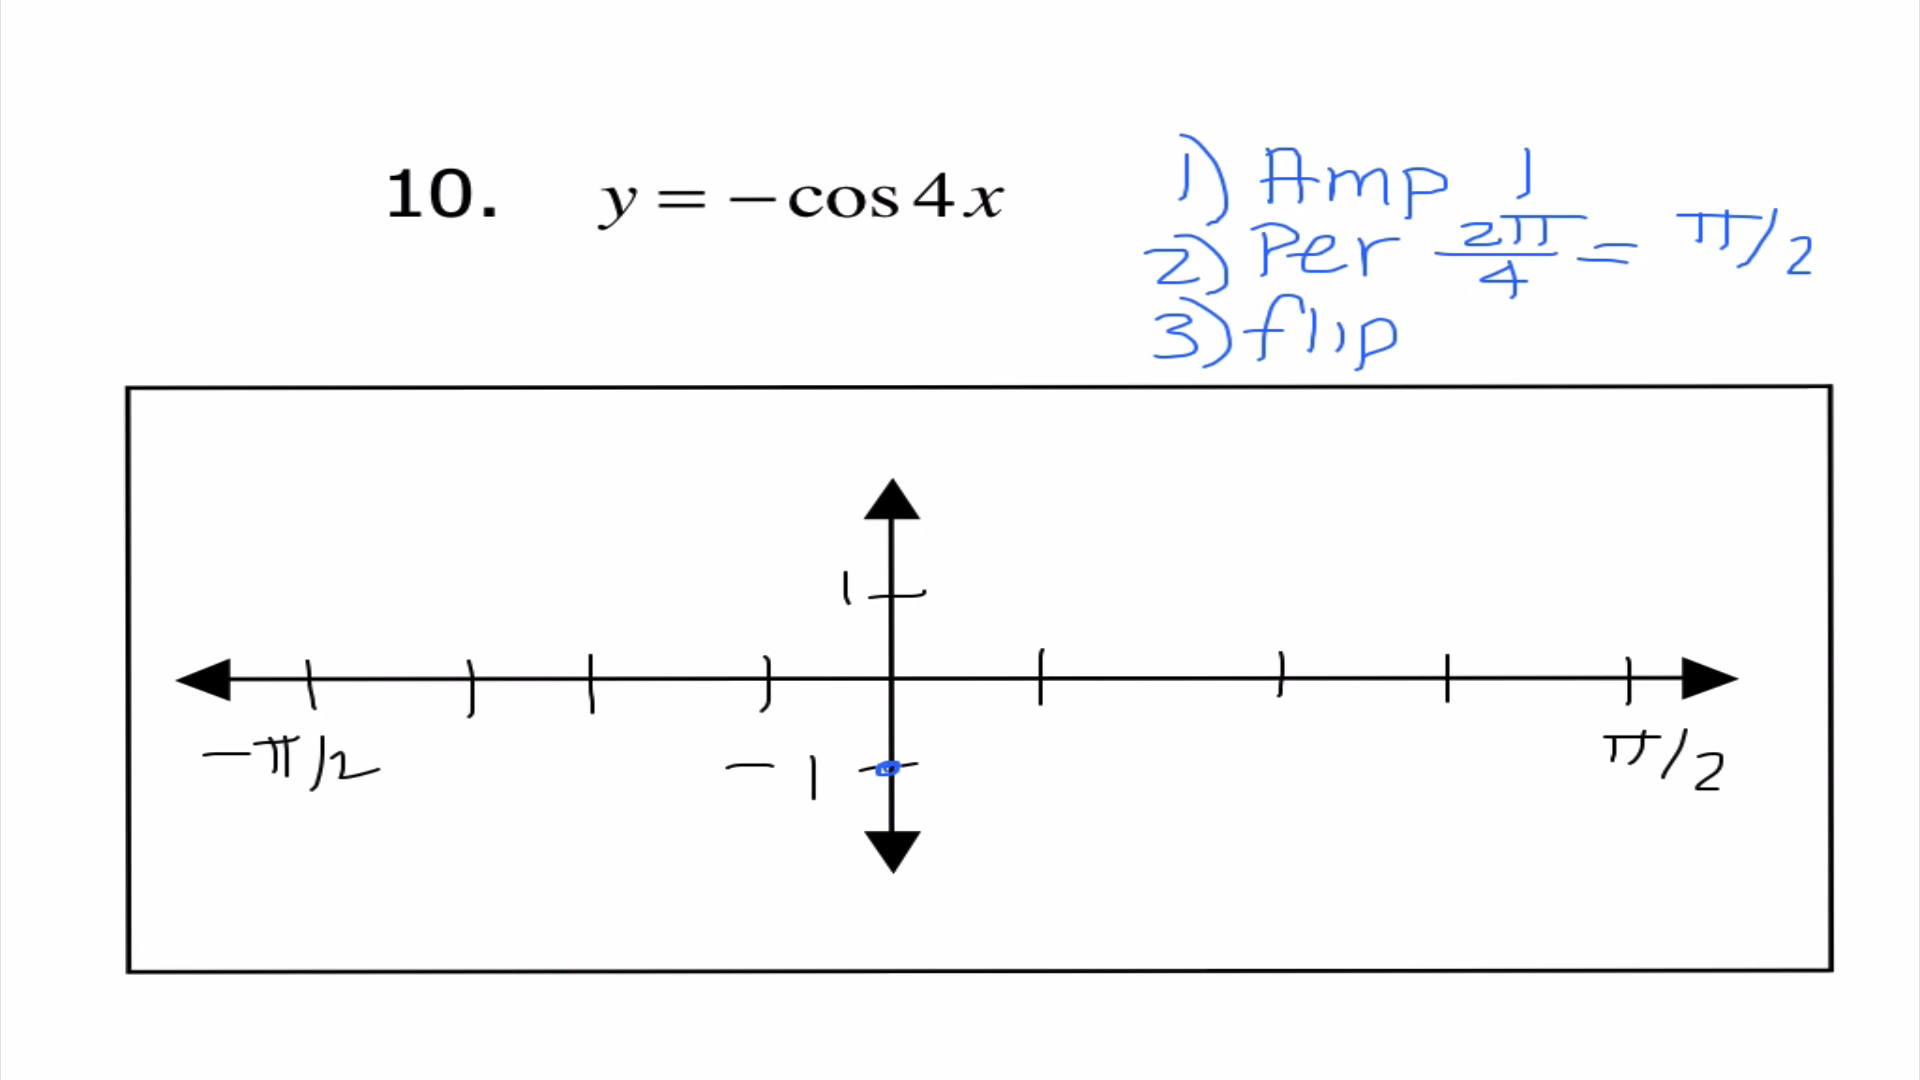 10. y = −cos 4x
1) Amp 1
2) Per 2π/4 = π/2
3) flip
1
−π/2
−1
π/2